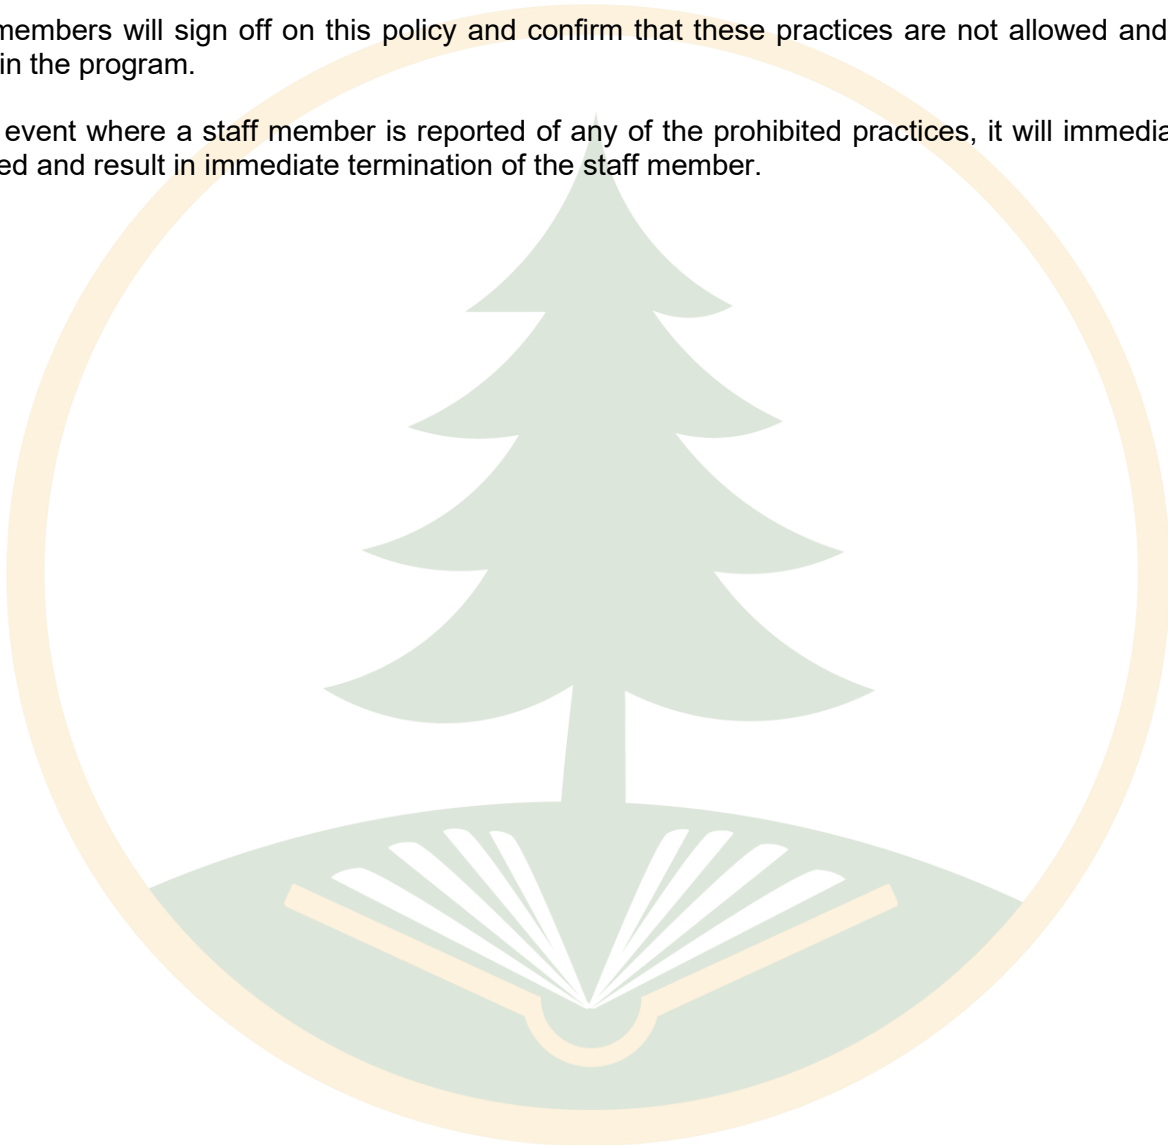 members will sign off on this policy and confirm that these practices are not allowed and
in the program.
event where a staff member is reported of any of the prohibited practices, it will
and result in immediate termination of the staff member.